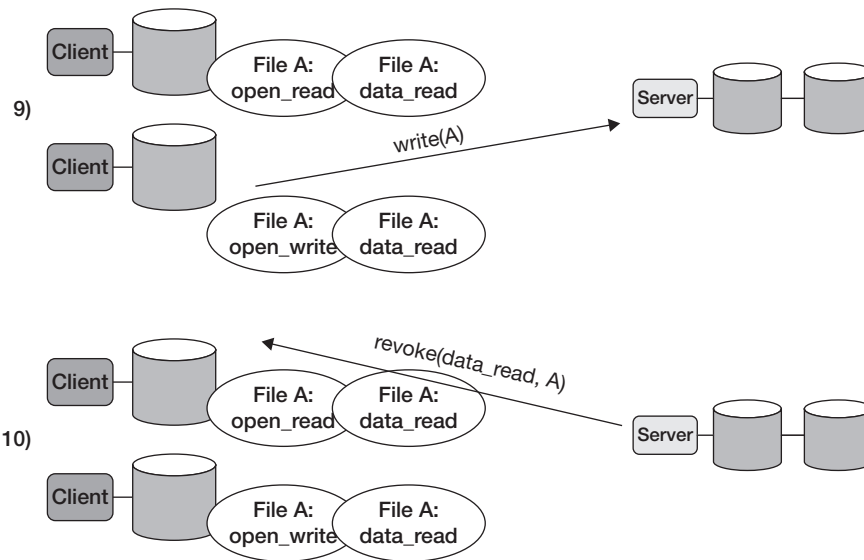 Client
File A:
open_read
File A:
data_read
Server
9)
write(A)
Client
File A:
open_write
File A:
data_read
revoke(data_read, A)
Client
File A:
open_read
File A:
data_read
Server
10)
Client
File A:
open_write
File A:
data_read